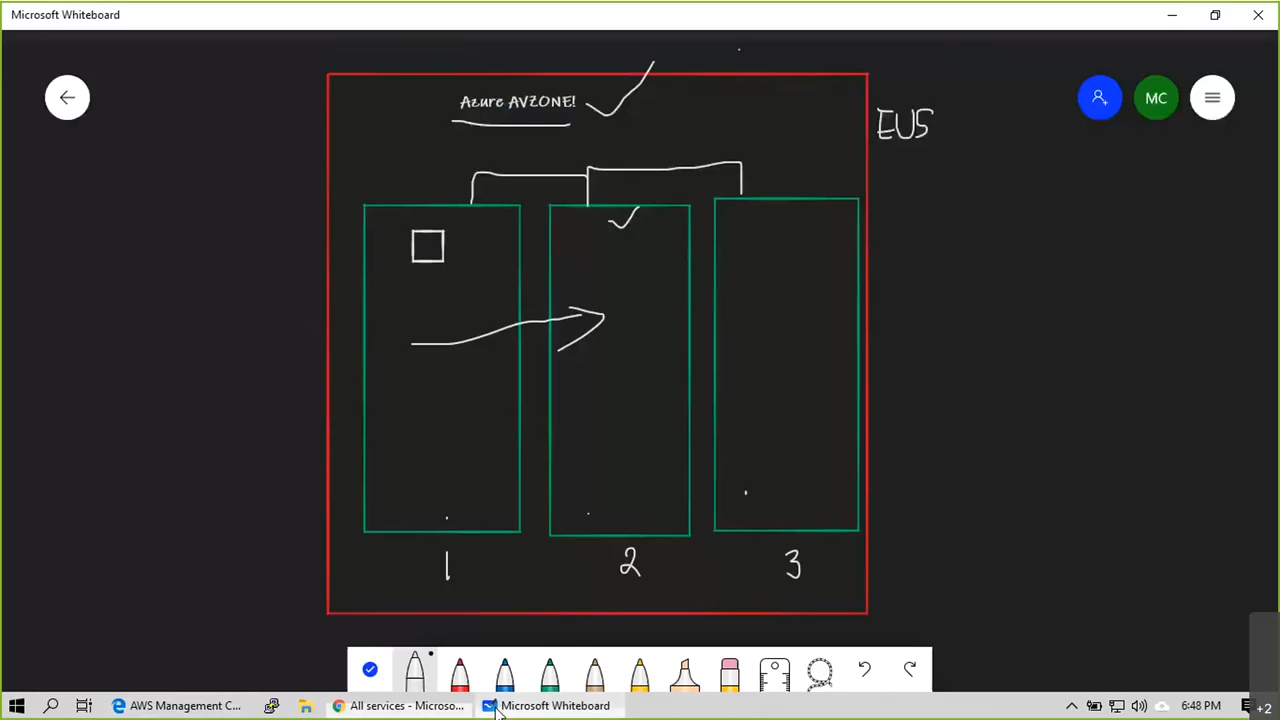 Microsoft Whiteboard
Azure AVZONE!
MC
EUS
1
2
3
AWS Management C...
All services - Microso...
Microsoft Whiteboard
6:48 PM
+2